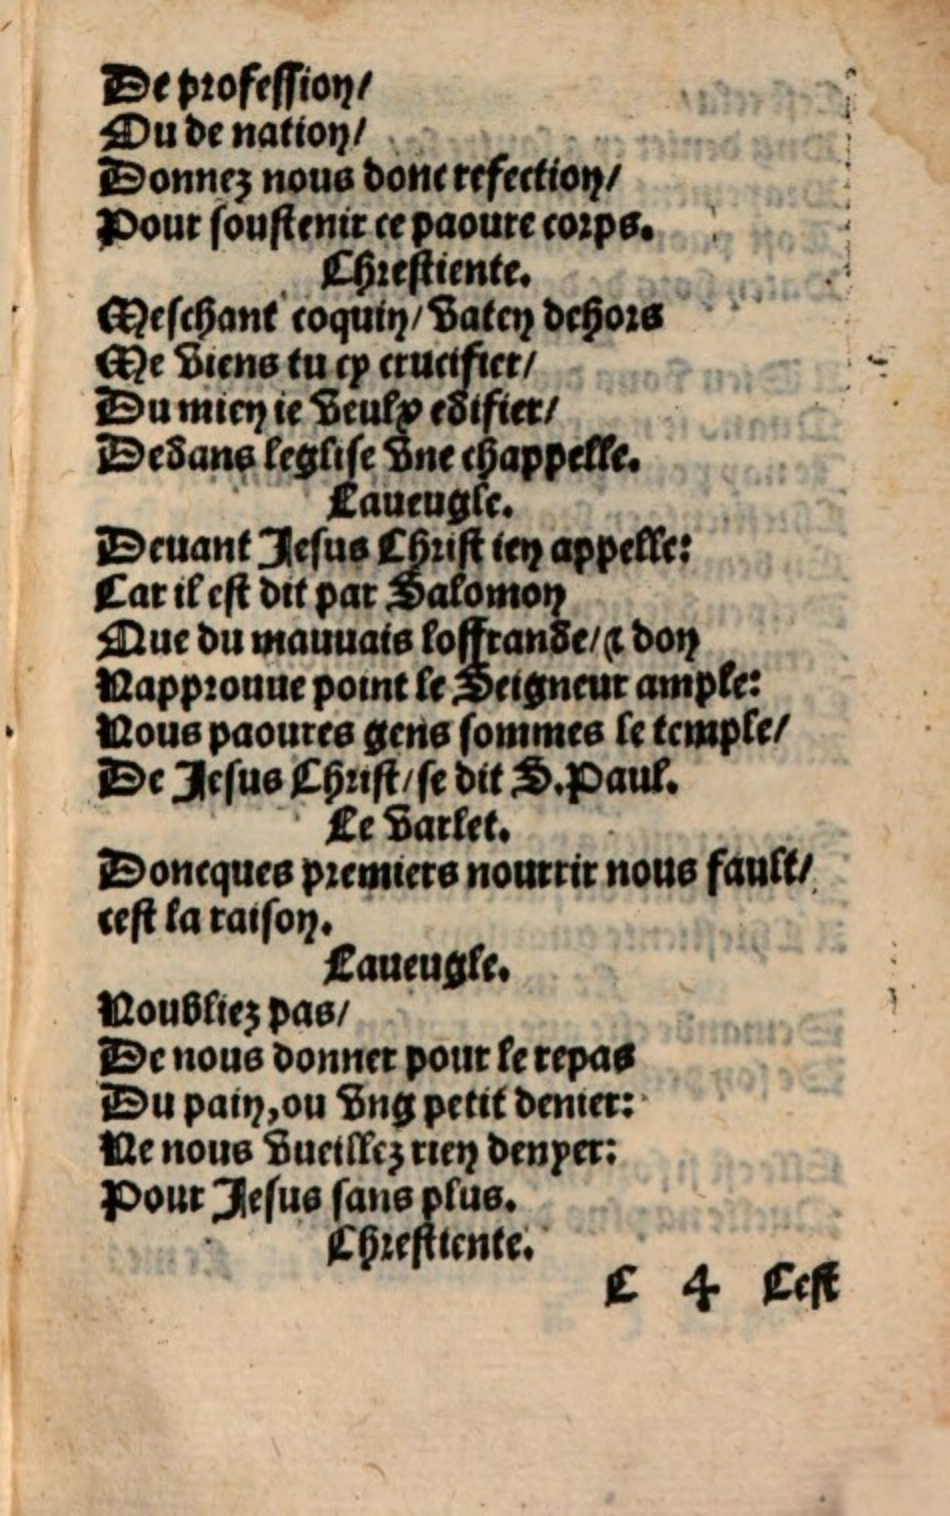 De profession/
Ou de nation/
Donnez nous donc refection/
Pour soustenir ce paoure corps.
Chrestiente.
Meschant coquin/ vaten dehors
Me viens tu cy crucifier/
Du mien ie veulx edifier/
Dedans leglise vne chappelle.
Laueugle.
Deuant Jesus Christ ien appelle:
Car il est dit par Salomon
Que du mauuais loffrande/ & don
Napprouue point le Seigneur ample:
Nous paoures gens sommes le temple/
De Jesus Christ/ se dit S.Paul.
Le varlet.
Doncques premiers nourrir nous fault/
cest la raison.
Laueugle.
Noubliez pas/
De nous donner pour le repas
Du pain, ou vng petit denier:
Ne nous vueillez rien denyer:
Pour Jesus sans plus.
Chrestiente.
C 4 Cest